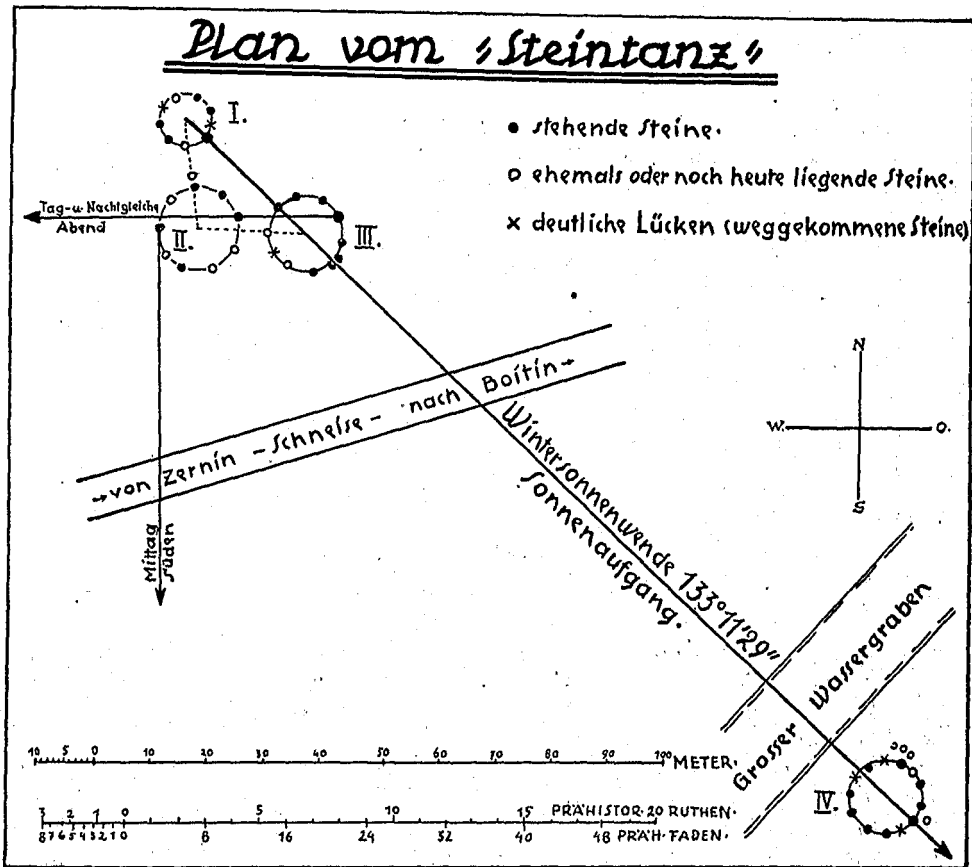 Plan vom „Steintanz"
I.
• stehende Steine.
o ehemals oder noch heute liegende Steine.
x deutliche Lücken (weggekommene Steine)
Tag-u. Nachtgleiche
Abend
II.
III.
N
W.
O.
S
→von Zernin - Schneise - nach Boitin→
Mittag
Süden
Wintersonnenwende 133°11'29"
Sonnenaufgang.
Grosser Wassergraben
IV.
10 5 0 10 20 30 40 50 60 70 80 90 100 METER.
3 2 1 0 5 10 15 PRÄHISTOR. 20 RUTHEN.
8 7 6 5 4 3 2 1 0 8 16 24 32 40 48 PRÄH. FADEN.